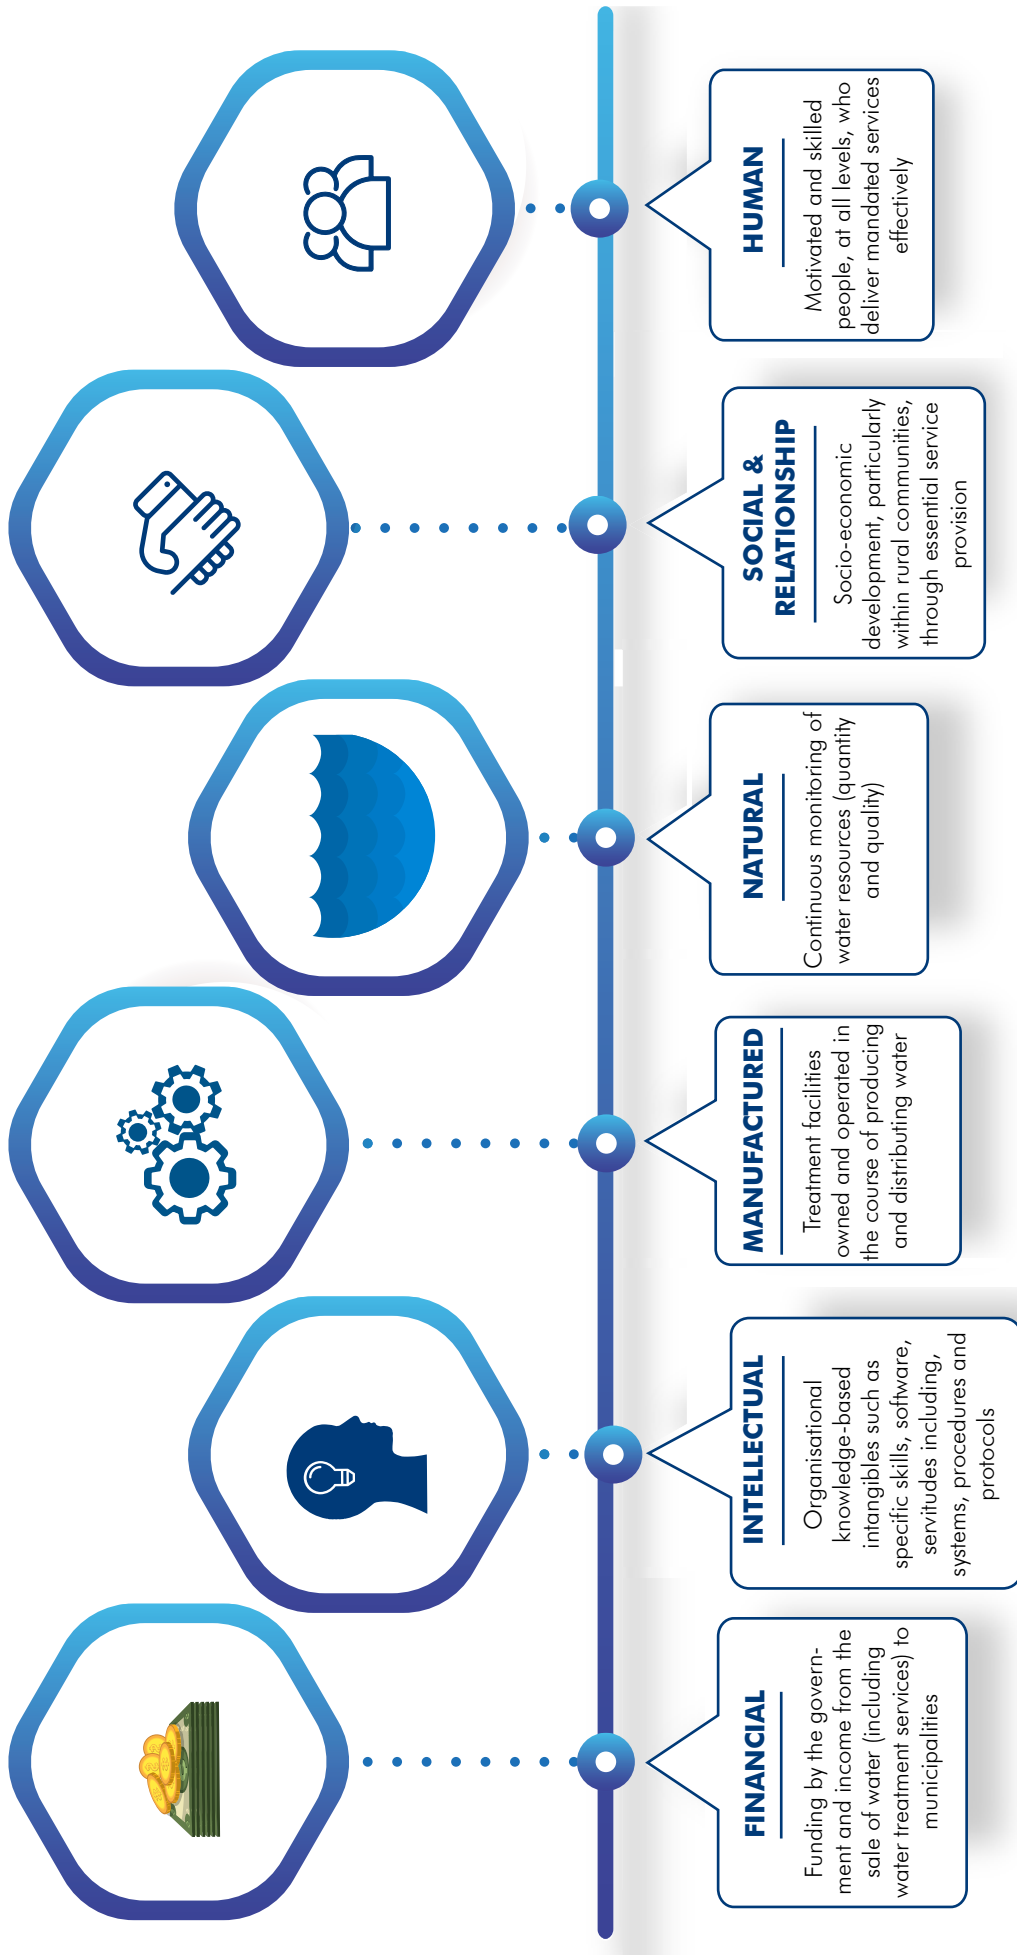 FINANCIAL
Funding by the govern-
ment and income from the
sale of water (including
water treatment services) to
municipalities
INTELLECTUAL
Organisational
knowledge-based
intangibles such as
specific skills, software,
servitudes including,
systems, procedures and
protocols
MANUFACTURED
Treatment facilities
owned and operated in
the course of producing
and distributing water
NATURAL
Continuous monitoring of
water resources (quantity
and quality)
SOCIAL &
RELATIONSHIP
Socio-economic
development, particularly
within rural communities,
through essential service
provision
HUMAN
Motivated and skilled
people, at all levels, who
deliver mandated services
effectively